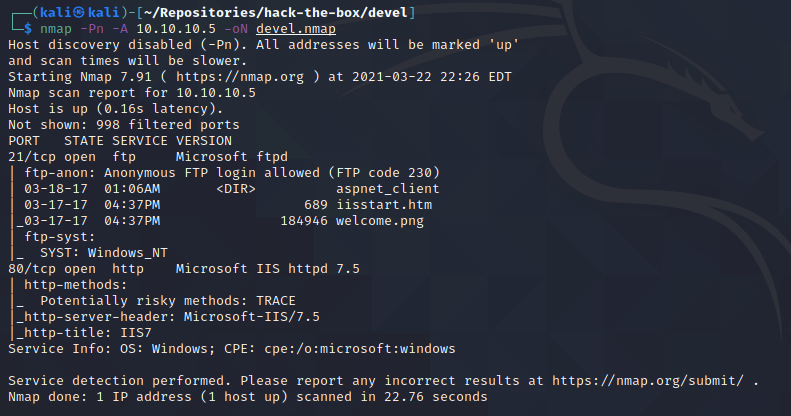 ┌──(kali㉿kali)-[~/Repositories/hack-the-box/devel]
└─$ nmap -Pn -A 10.10.10.5 -oN devel.nmap
Host discovery disabled (-Pn). All addresses will be marked 'up'
and scan times will be slower.
Starting Nmap 7.91 ( https://nmap.org ) at 2021-03-22 22:26 EDT
Nmap scan report for 10.10.10.5
Host is up (0.16s latency).
Not shown: 998 filtered ports
PORT   STATE SERVICE VERSION
21/tcp open  ftp     Microsoft ftpd
| ftp-anon: Anonymous FTP login allowed (FTP code 230)
| 03-18-17  01:06AM       <DIR>          aspnet_client
| 03-17-17  04:37PM                  689 iisstart.htm
|_03-17-17  04:37PM               184946 welcome.png
| ftp-syst:
|_  SYST: Windows_NT
80/tcp open  http    Microsoft IIS httpd 7.5
| http-methods:
|_  Potentially risky methods: TRACE
|_http-server-header: Microsoft-IIS/7.5
|_http-title: IIS7
Service Info: OS: Windows; CPE: cpe:/o:microsoft:windows

Service detection performed. Please report any incorrect results at https://nmap.org/submit/ .
Nmap done: 1 IP address (1 host up) scanned in 22.76 seconds